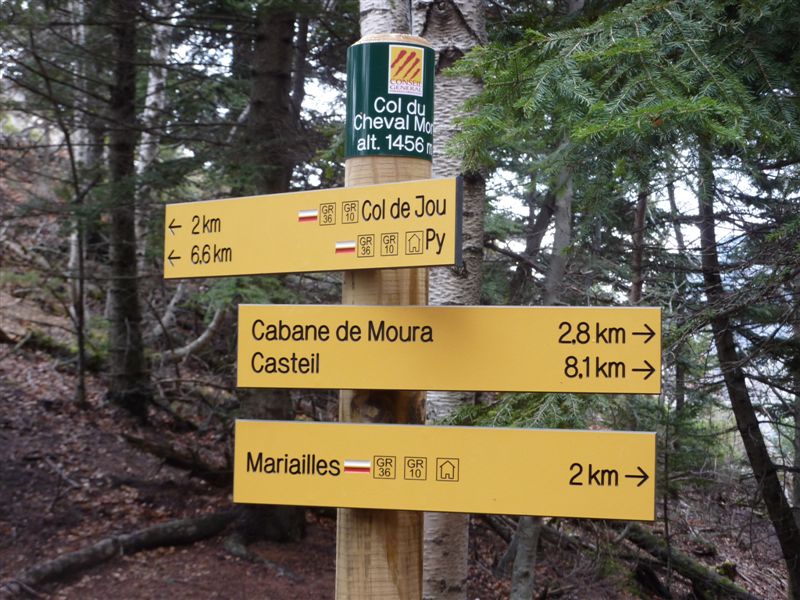 CONSEIL
GENERAL
Col du
Cheval Mor
alt. 1456 m
← 2 km GR 36 GR 10 Col de Jou
← 6,6 km GR 36 GR 10 Py
Cabane de Moura 2,8 km →
Casteil 8,1 km →
Mariailles GR 36 GR 10 2 km →